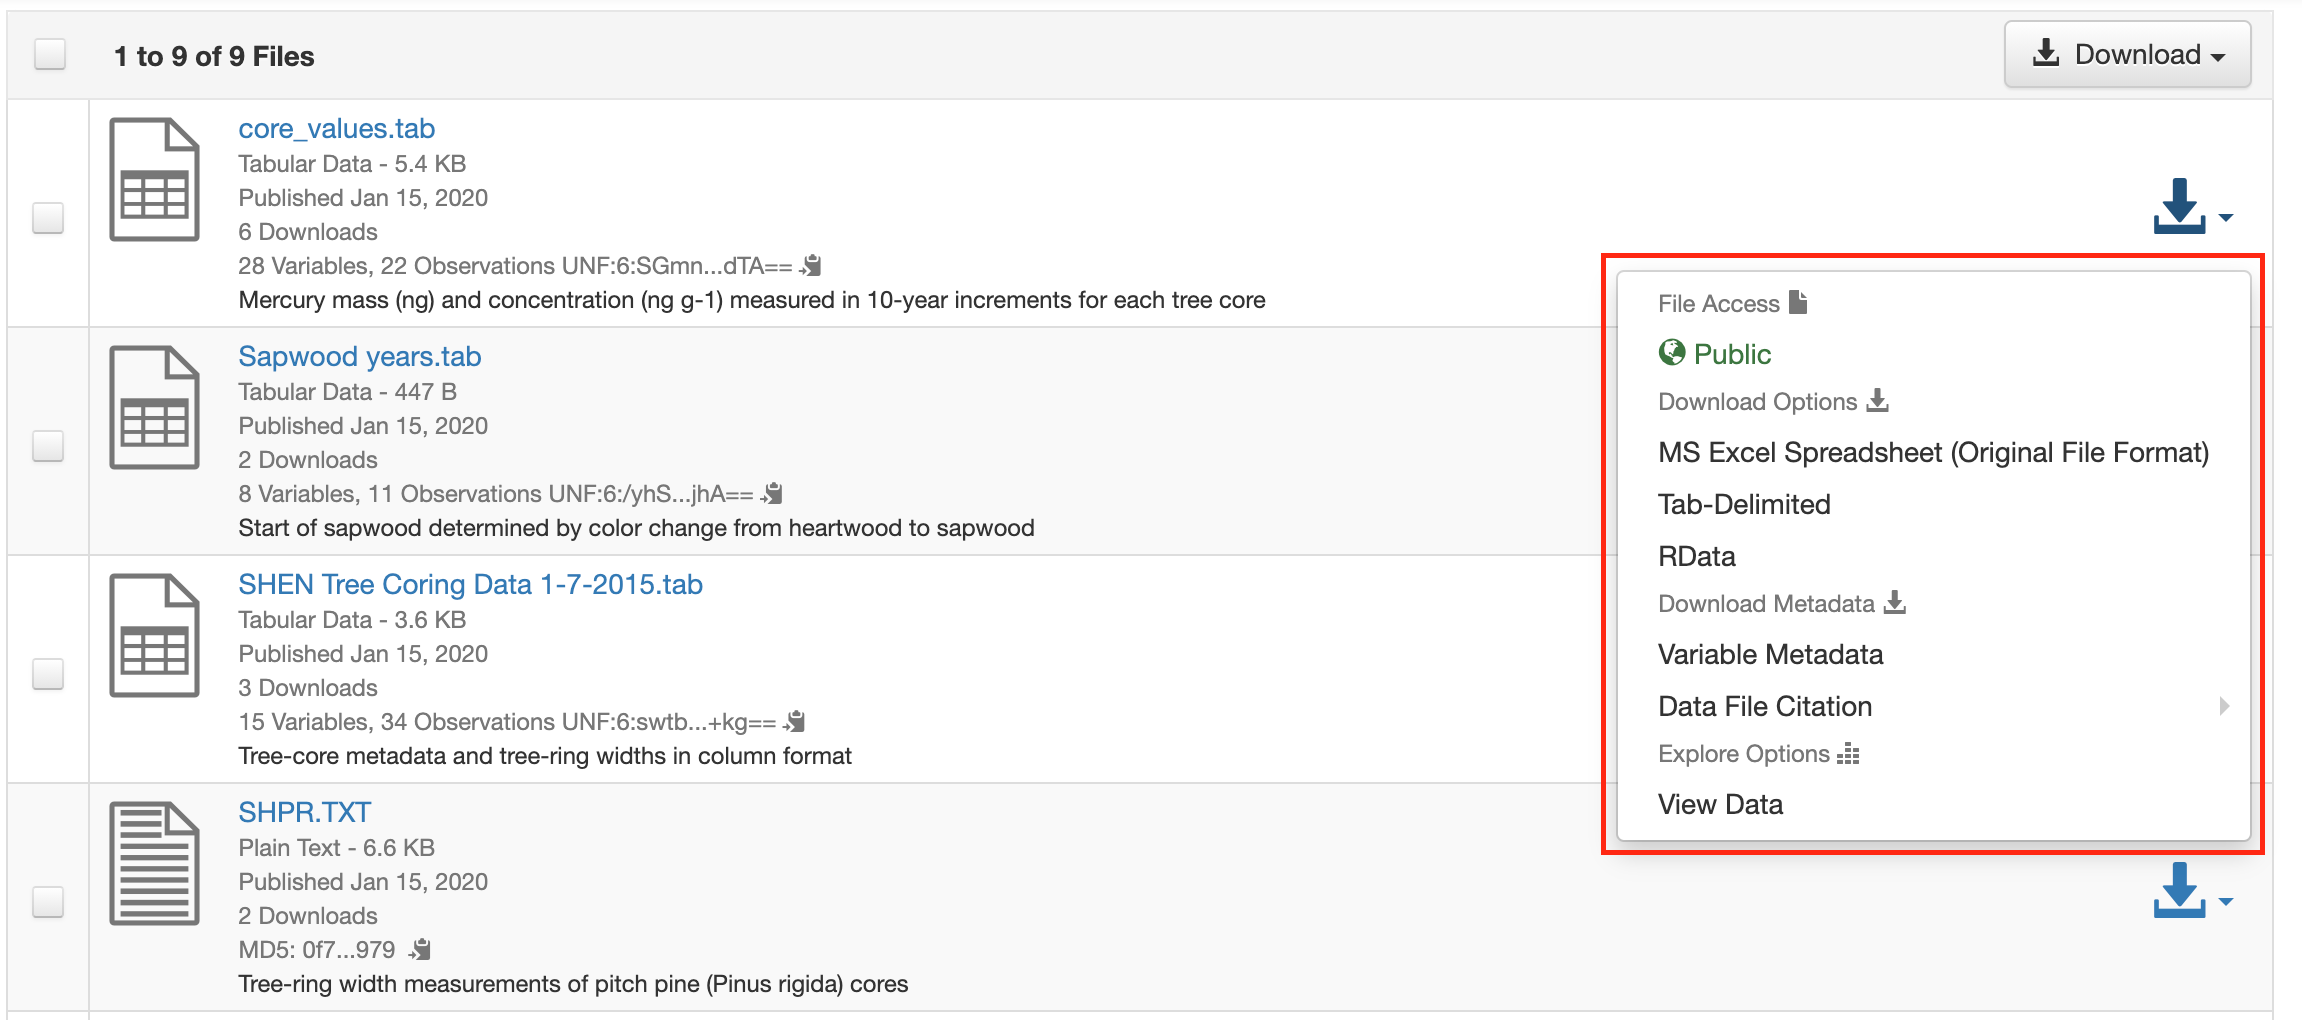 1 to 9 of 9 Files
Download
core_values.tab
Tabular Data - 5.4 KB
Published Jan 15, 2020
6 Downloads
28 Variables, 22 Observations UNF:6:SGmn...dTA==
Mercury mass (ng) and concentration (ng g-1) measured in 10-year increments for each tree core
Sapwood years.tab
Tabular Data - 447 B
Published Jan 15, 2020
2 Downloads
8 Variables, 11 Observations UNF:6:/yhS...jhA==
Start of sapwood determined by color change from heartwood to sapwood
SHEN Tree Coring Data 1-7-2015.tab
Tabular Data - 3.6 KB
Published Jan 15, 2020
3 Downloads
15 Variables, 34 Observations UNF:6:swtb...+kg==
Tree-core metadata and tree-ring widths in column format
SHPR.TXT
Plain Text - 6.6 KB
Published Jan 15, 2020
2 Downloads
MD5: 0f7...979
Tree-ring width measurements of pitch pine (Pinus rigida) cores
File Access
Public
Download Options
MS Excel Spreadsheet (Original File Format)
Tab-Delimited
RData
Download Metadata
Variable Metadata
Data File Citation
Explore Options
View Data